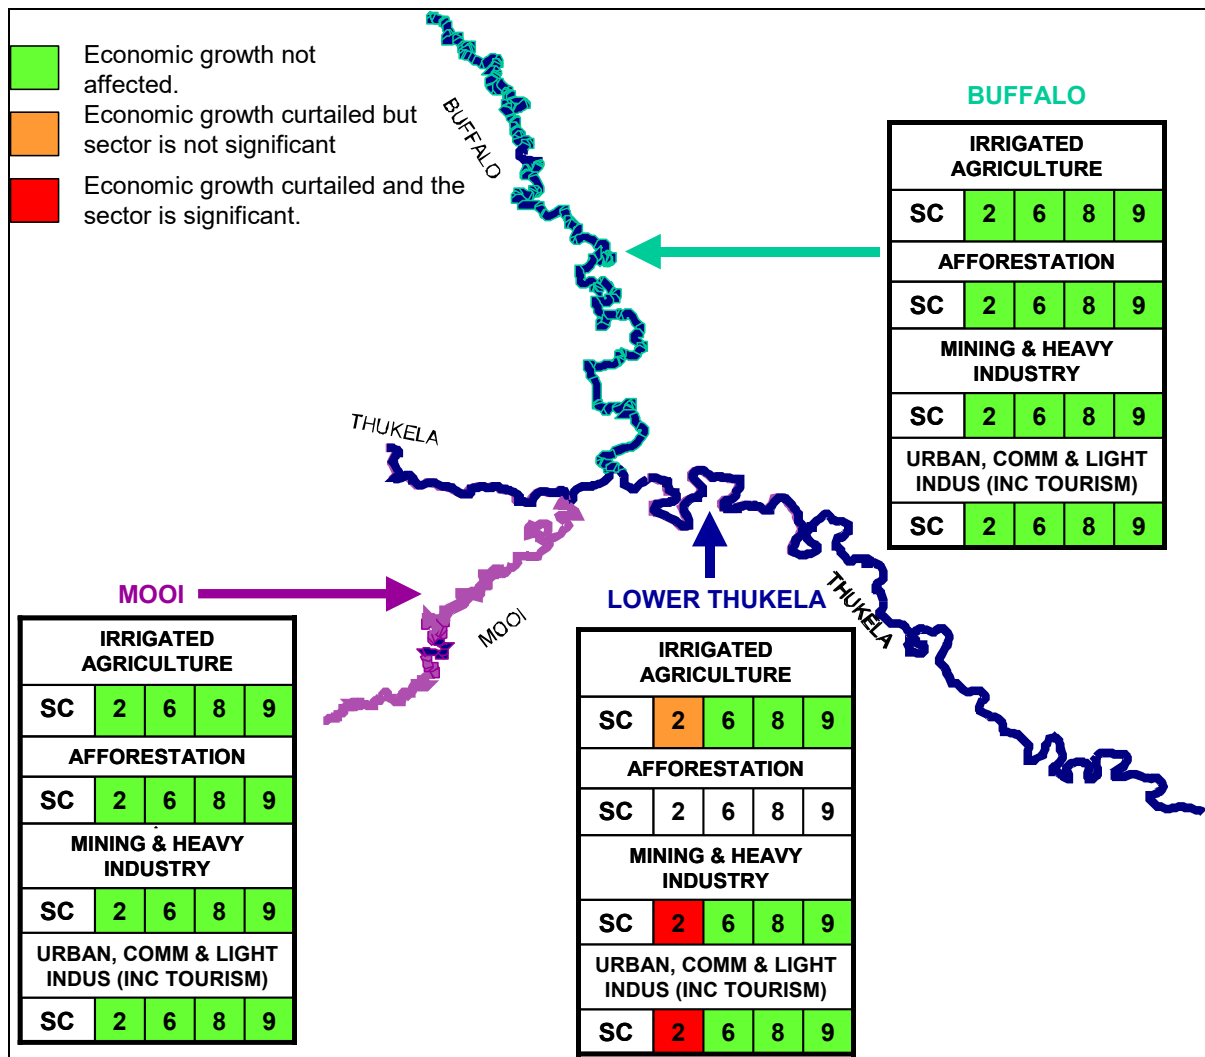 Economic growth not
affected.
Economic growth curtailed but
sector is not significant
Economic growth curtailed and the
sector is significant.
BUFFALO
BUFFALO
IRRIGATED
AGRICULTURE
SC 2 6 8 9
AFFORESTATION
SC 2 6 8 9
MINING & HEAVY
INDUSTRY
SC 2 6 8 9
URBAN, COMM & LIGHT
INDUS (INC TOURISM)
SC 2 6 8 9
THUKELA
MOOI
MOOI
IRRIGATED
AGRICULTURE
SC 2 6 8 9
AFFORESTATION
SC 2 6 8 9
MINING & HEAVY
INDUSTRY
SC 2 6 8 9
URBAN, COMM & LIGHT
INDUS (INC TOURISM)
SC 2 6 8 9
LOWER THUKELA
THUKELA
IRRIGATED
AGRICULTURE
SC 2 6 8 9
AFFORESTATION
SC 2 6 8 9
MINING & HEAVY
INDUSTRY
SC 2 6 8 9
URBAN, COMM & LIGHT
INDUS (INC TOURISM)
SC 2 6 8 9